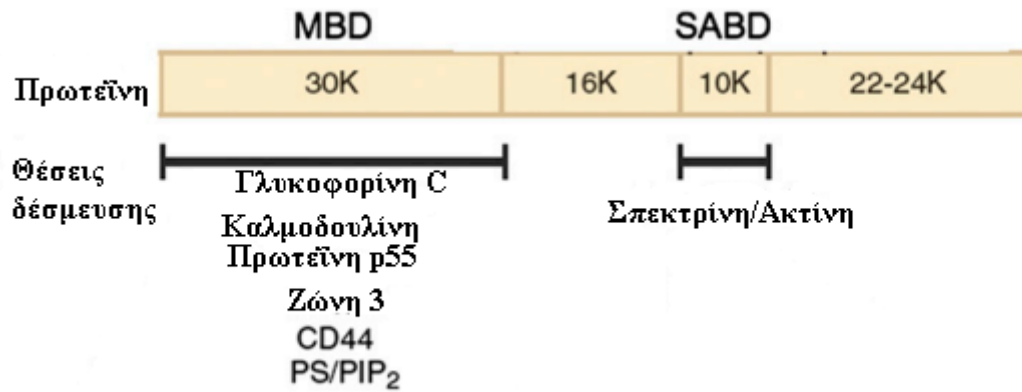 MBD SABD
Πρωτεΐνη 30K 16K 10K 22-24K
Θέσεις
δέσμευσης
Γλυκοφορίνη C
Καλμοδουλίνη
Πρωτεΐνη p55
Ζώνη 3
CD44
PS/PIP₂
Σπεκτρίνη/Ακτίνη